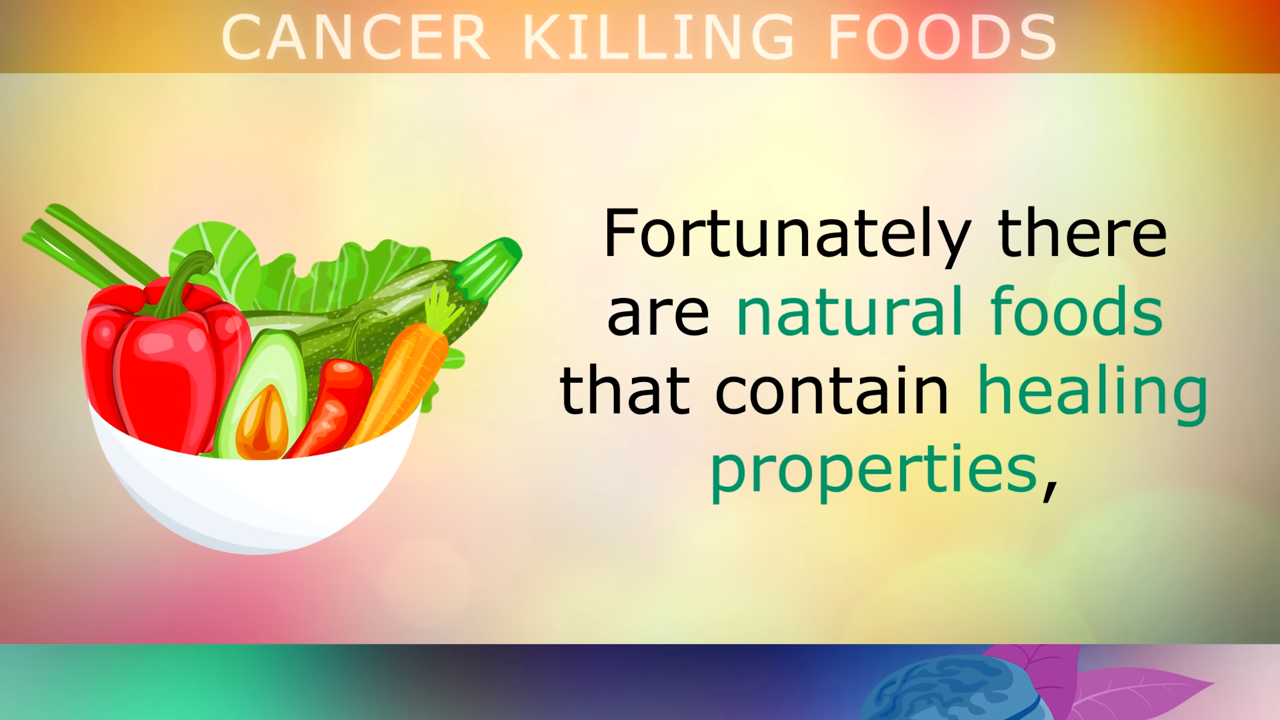 CANCER KILLING FOODS
Fortunately there
are natural foods
that contain healing
properties,